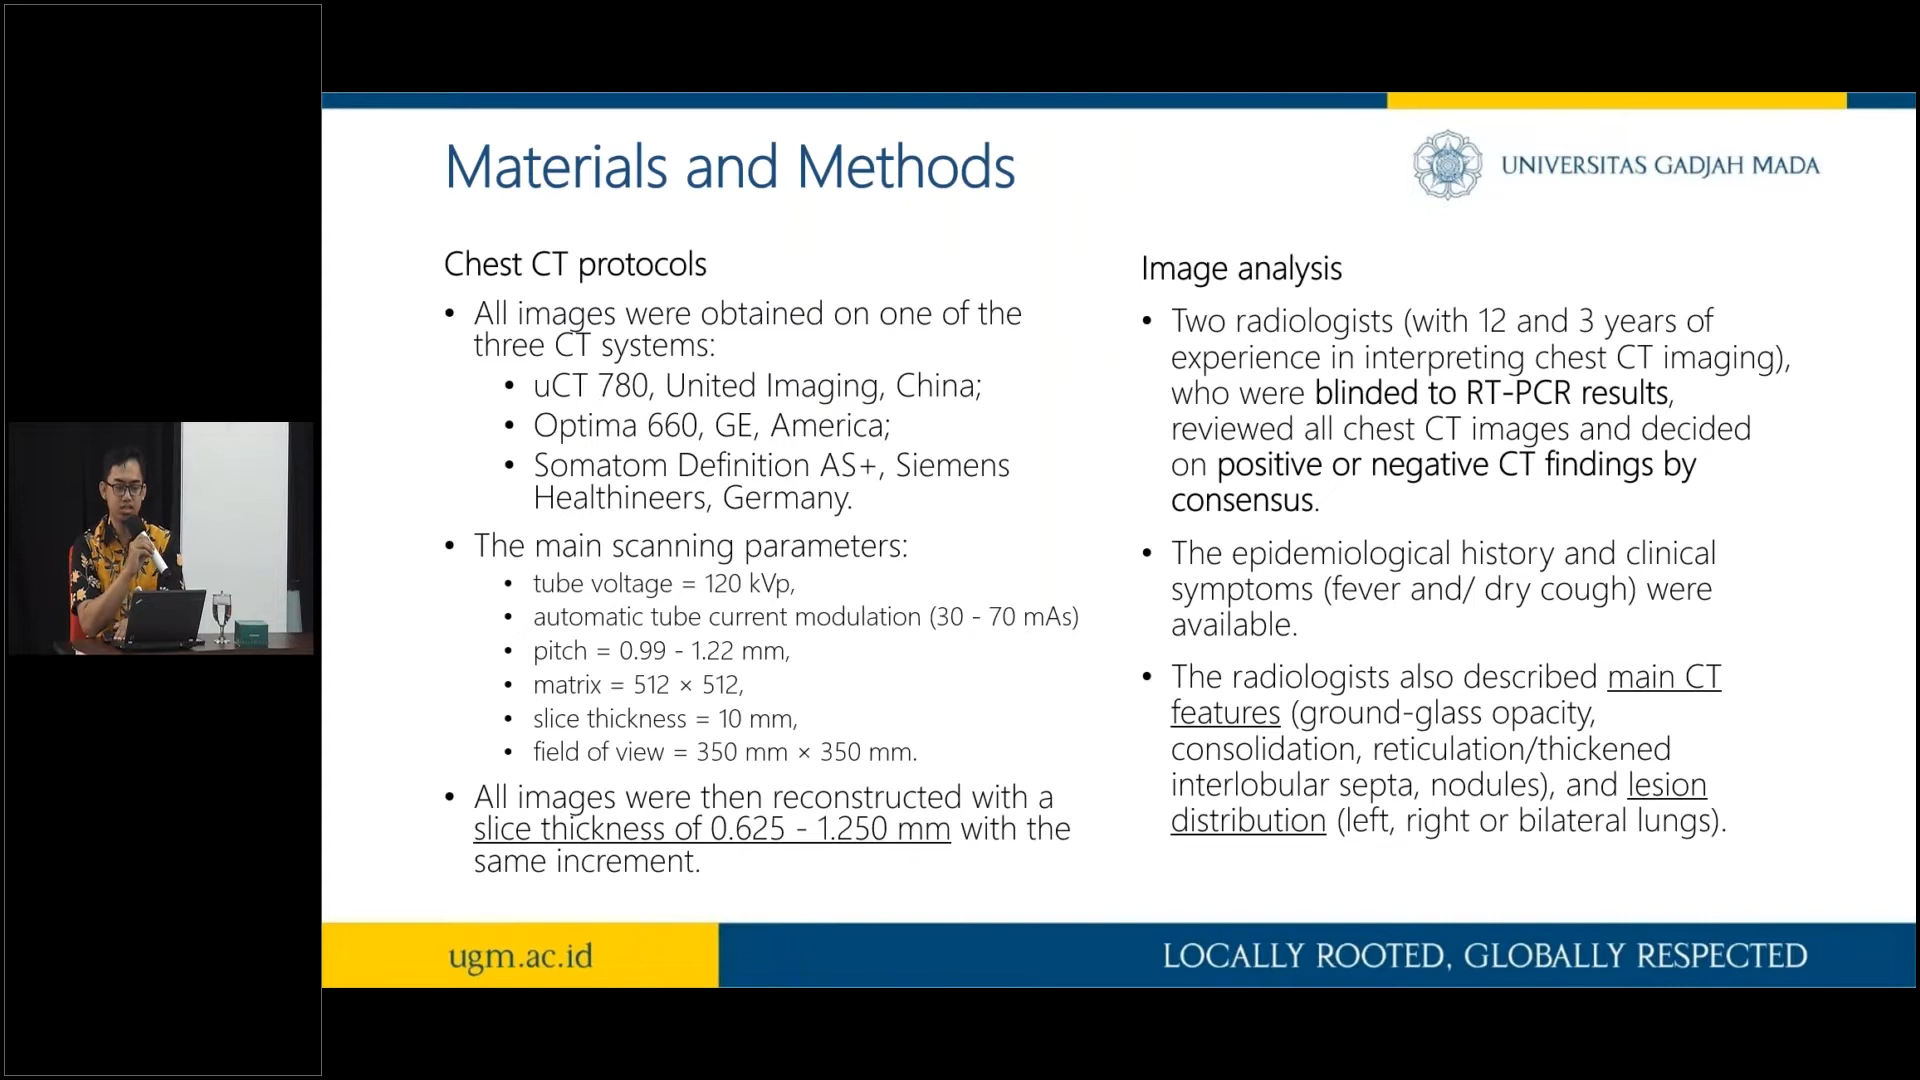 Materials and Methods
UNIVERSITAS GADJAH MADA
Chest CT protocols
• All images were obtained on one of the
three CT systems:
• uCT 780, United Imaging, China;
• Optima 660, GE, America;
• Somatom Definition AS+, Siemens
Healthineers, Germany.
• The main scanning parameters:
• tube voltage = 120 kVp,
• automatic tube current modulation (30 - 70 mAs)
• pitch = 0.99 - 1.22 mm,
• matrix = 512 × 512,
• slice thickness = 10 mm,
• field of view = 350 mm × 350 mm.
• All images were then reconstructed with a
slice thickness of 0.625 - 1.250 mm with the
same increment.
Image analysis
• Two radiologists (with 12 and 3 years of
experience in interpreting chest CT imaging),
who were blinded to RT-PCR results,
reviewed all chest CT images and decided
on positive or negative CT findings by
consensus.
• The epidemiological history and clinical
symptoms (fever and/ dry cough) were
available.
• The radiologists also described main CT
features (ground-glass opacity,
consolidation, reticulation/thickened
interlobular septa, nodules), and lesion
distribution (left, right or bilateral lungs).
ugm.ac.id
LOCALLY ROOTED, GLOBALLY RESPECTED